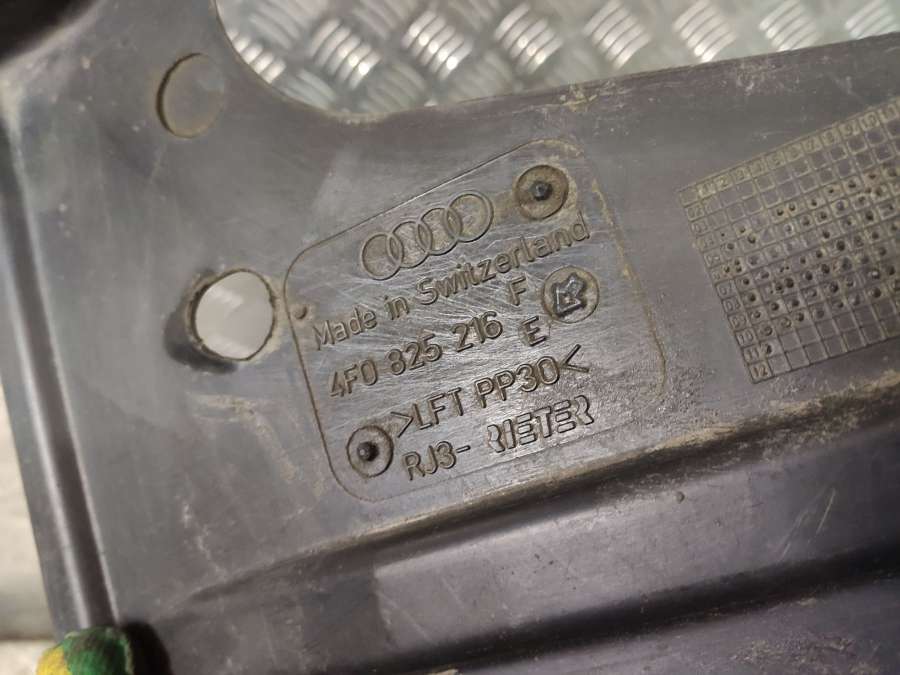 Made in Switzerland
4F0 825 216 F
E
>LFT PP30<
RJ3- RIETER